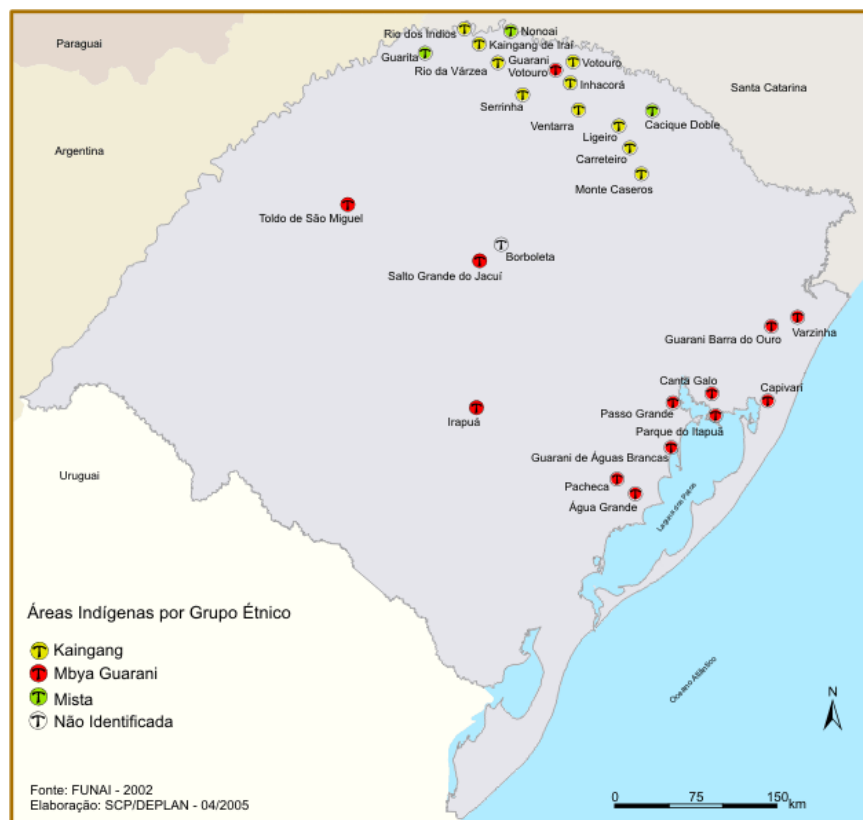 Paraguai
Rio dos Índios
Nonoai
Kaingang de Iraí
Guarita
Guarani
Votouro
Votouro
Rio da Várzea
Inhacorá
Santa Catarina
Serrinha
Ventarra
Cacique Doble
Ligeiro
Argentina
Carreteiro
Monte Caseros
Toldo de São Miguel
Borboleta
Salto Grande do Jacuí
Varzinha
Guarani Barra do Ouro
Canta Galo
Capivari
Passo Grande
Irapuá
Parque do Itapuã
Guarani de Águas Brancas
Uruguai
Pacheca
Água Grande
Laguna dos Patos
Áreas Indígenas por Grupo Étnico
Kaingang
Mbya Guarani
Mista
Não Identificada
Oceano Atlântico
N
Fonte: FUNAI - 2002
Elaboração: SCP/DEPLAN - 04/2005
0 75 150
km